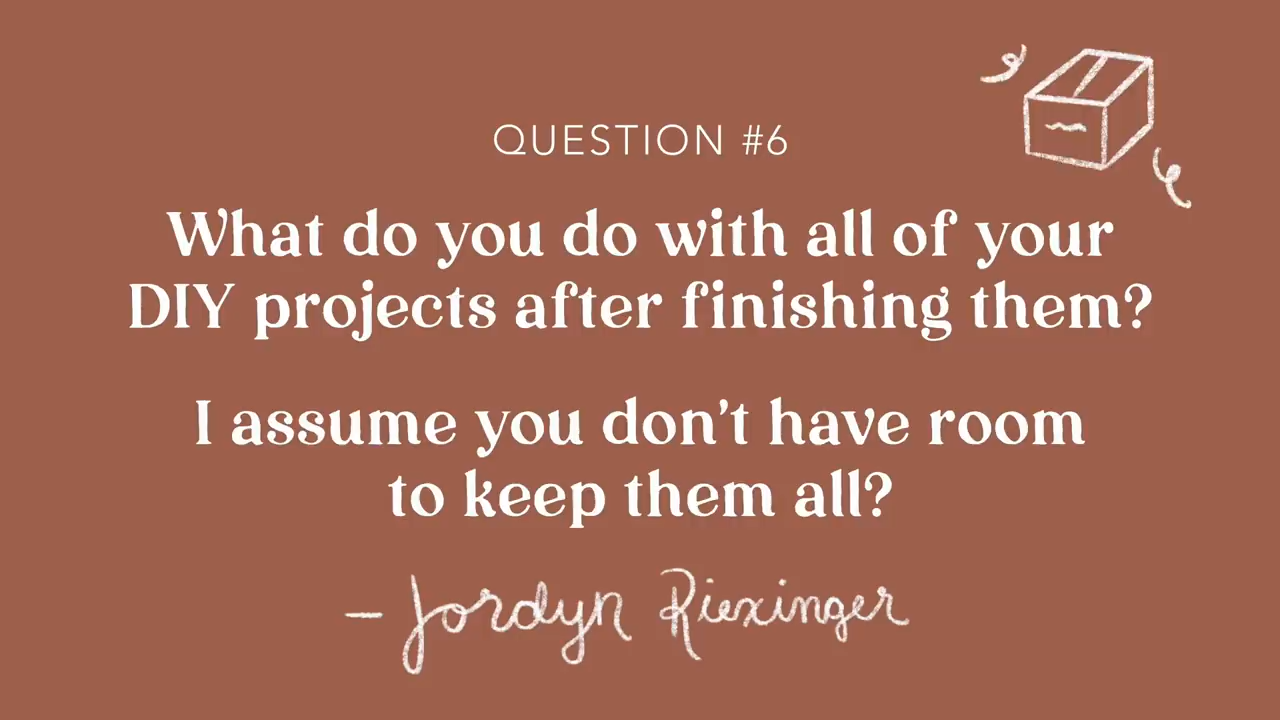 QUESTION #6
What do you do with all of your
DIY projects after finishing them?
I assume you don't have room
to keep them all?
– Jordyn Riexinger